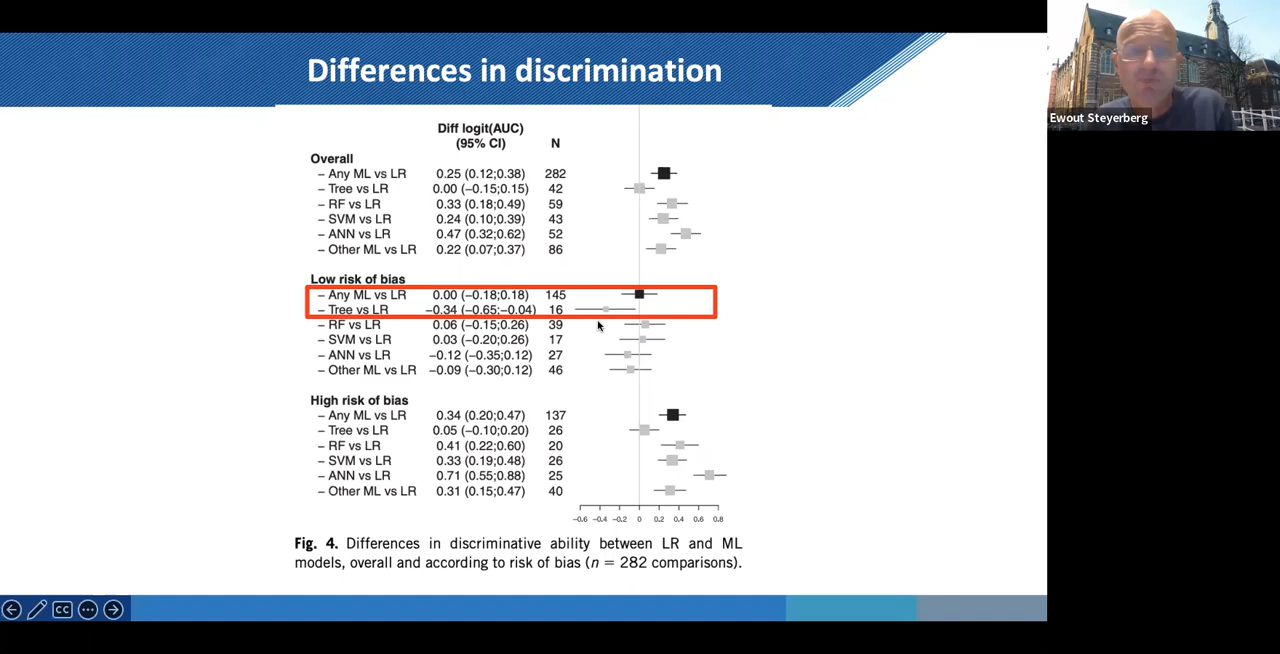 Differences in discrimination
Ewout Steyerberg
Diff logit(AUC)
(95% CI) N
Overall
– Any ML vs LR 0.25 (0.12;0.38) 282
– Tree vs LR 0.00 (−0.15;0.15) 42
– RF vs LR 0.33 (0.18;0.49) 59
– SVM vs LR 0.24 (0.10;0.39) 43
– ANN vs LR 0.47 (0.32;0.62) 52
– Other ML vs LR 0.22 (0.07;0.37) 86
Low risk of bias
– Any ML vs LR 0.00 (−0.18;0.18) 145
– Tree vs LR −0.34 (−0.65;−0.04) 16
– RF vs LR 0.06 (−0.15;0.26) 39
– SVM vs LR 0.03 (−0.20;0.26) 17
– ANN vs LR −0.12 (−0.35;0.12) 27
– Other ML vs LR −0.09 (−0.30;0.12) 46
High risk of bias
– Any ML vs LR 0.34 (0.20;0.47) 137
– Tree vs LR 0.05 (−0.10;0.20) 26
– RF vs LR 0.41 (0.22;0.60) 20
– SVM vs LR 0.33 (0.19;0.48) 26
– ANN vs LR 0.71 (0.55;0.88) 25
– Other ML vs LR 0.31 (0.15;0.47) 40
−0.6 −0.4 −0.2 0 0.2 0.4 0.6 0.8
Fig. 4. Differences in discriminative ability between LR and ML
models, overall and according to risk of bias (n = 282 comparisons).
CC